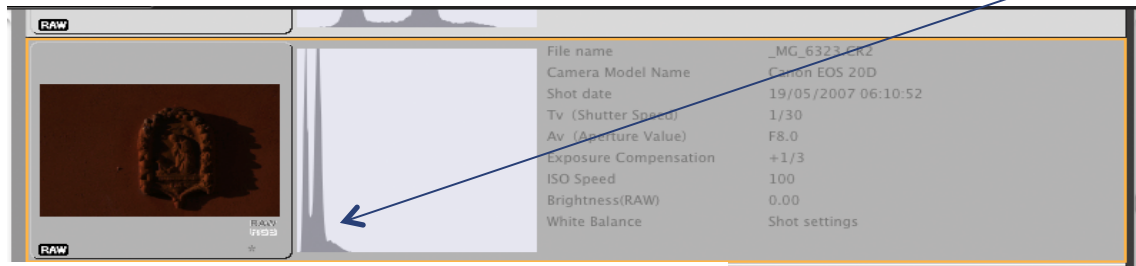 RAW
File name _MG_6323.CR2
Camera Model Name Canon EOS 20D
Shot date 19/05/2007 06:10:52
Tv (Shutter Speed) 1/30
Av (Aperture Value) F8.0
Exposure Compensation +1/3
ISO Speed 100
Brightness(RAW) 0.00
White Balance Shot settings
RAW
RAW